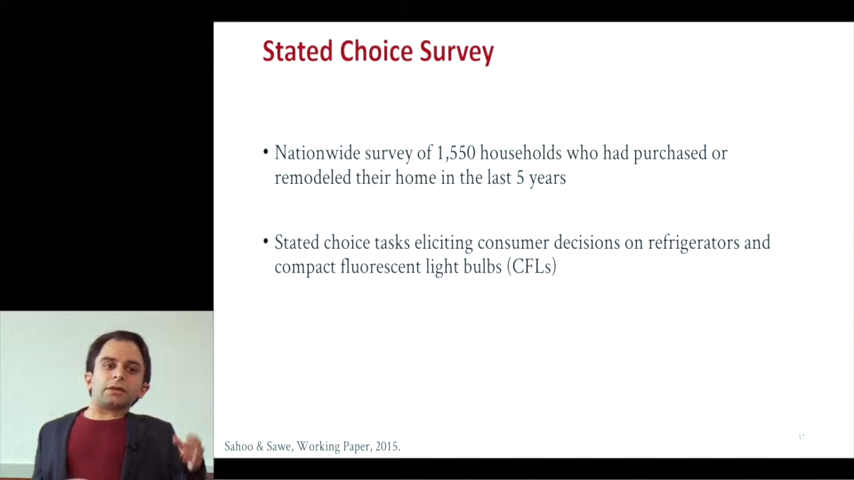 Stated Choice Survey
• Nationwide survey of 1,550 households who had purchased or
remodeled their home in the last 5 years
• Stated choice tasks eliciting consumer decisions on refrigerators and
compact fluorescent light bulbs (CFLs)
Sahoo & Sawe, Working Paper, 2015.
37